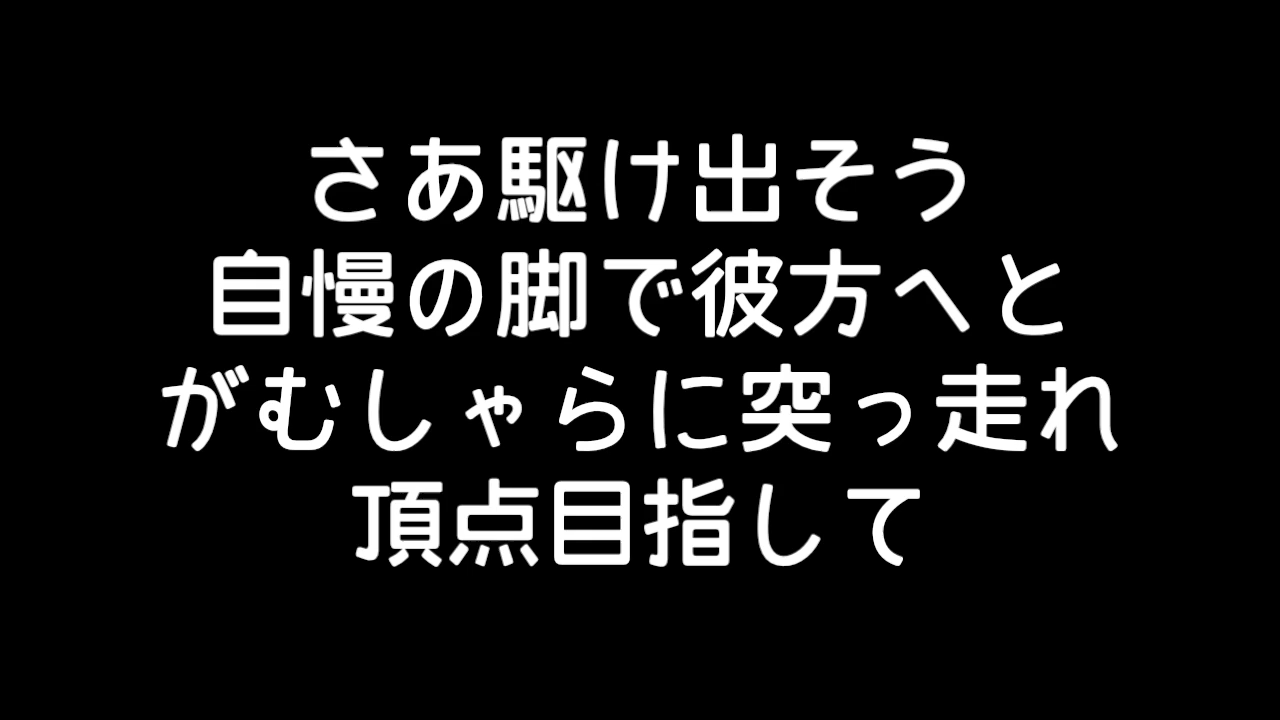 さあ駆け出そう
自慢の脚で彼方へと
がむしゃらに突っ走れ
頂点目指して